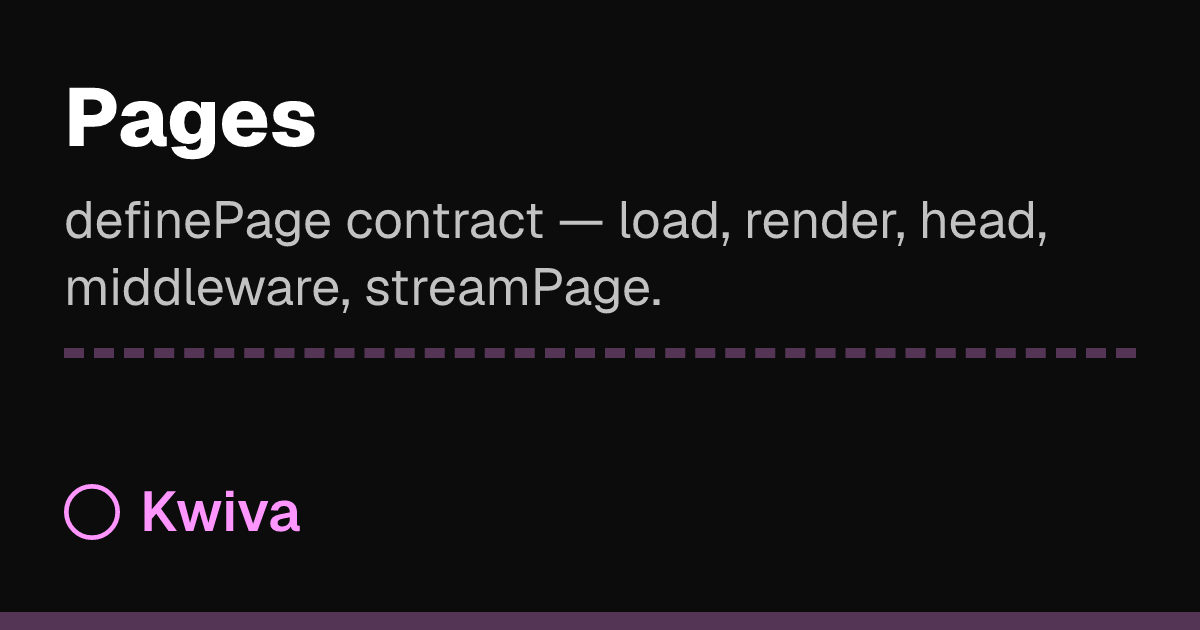 Pages
definePage contract — load, render, head,
middleware, streamPage.
Kwiva